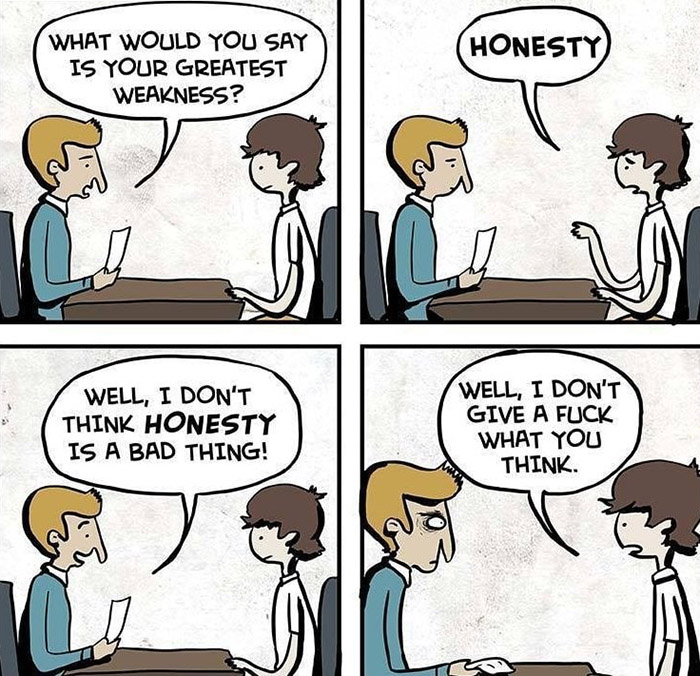 WHAT WOULD YOU SAY
IS YOUR GREATEST
WEAKNESS?
HONESTY
WELL, I DON'T
THINK HONESTY
IS A BAD THING!
WELL, I DON'T
GIVE A FUCK
WHAT YOU
THINK.